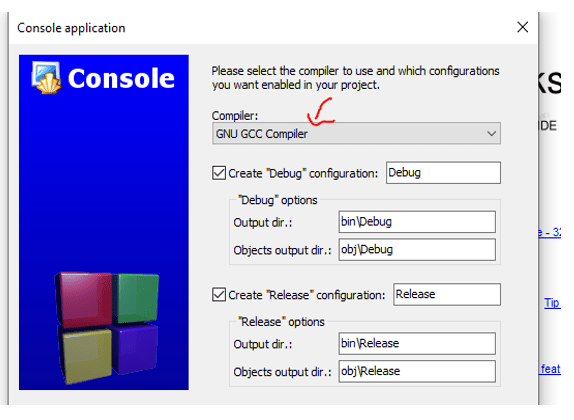 Console application
Console
Please select the compiler to use and which configurations
you want enabled in your project.
Compiler:
GNU GCC Compiler
Create "Debug" configuration: Debug
"Debug" options
Output dir.: bin\Debug
Objects output dir.: obj\Debug
Create "Release" configuration: Release
"Release" options
Output dir.: bin\Release
Objects output dir.: obj\Release
KS
IDE
e - 32
Tip
feat